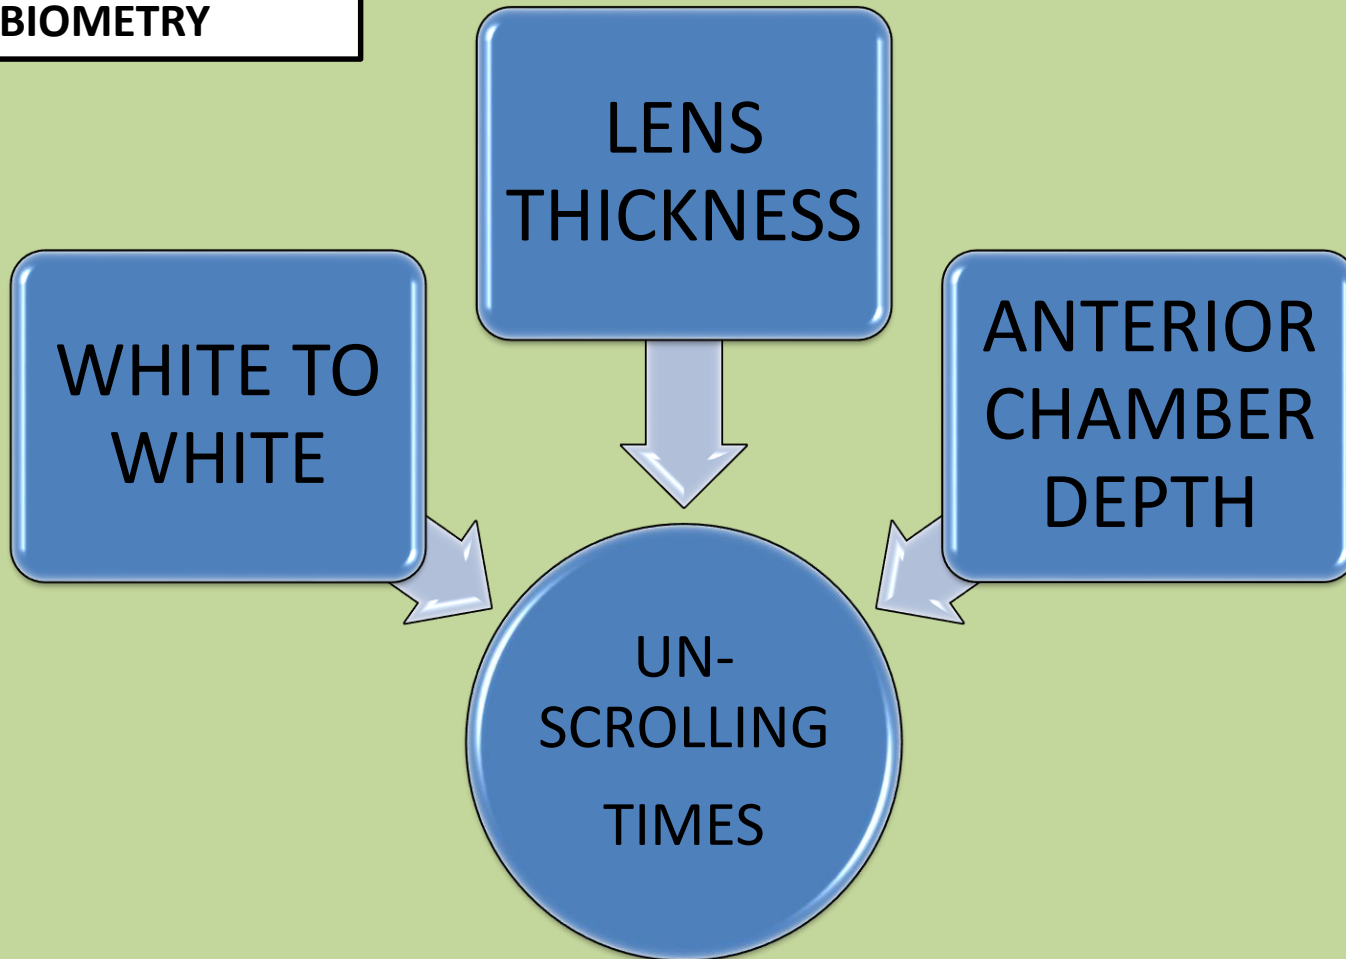 BIOMETRY
LENS
THICKNESS
WHITE TO
WHITE
ANTERIOR
CHAMBER
DEPTH
UN-
SCROLLING
TIMES